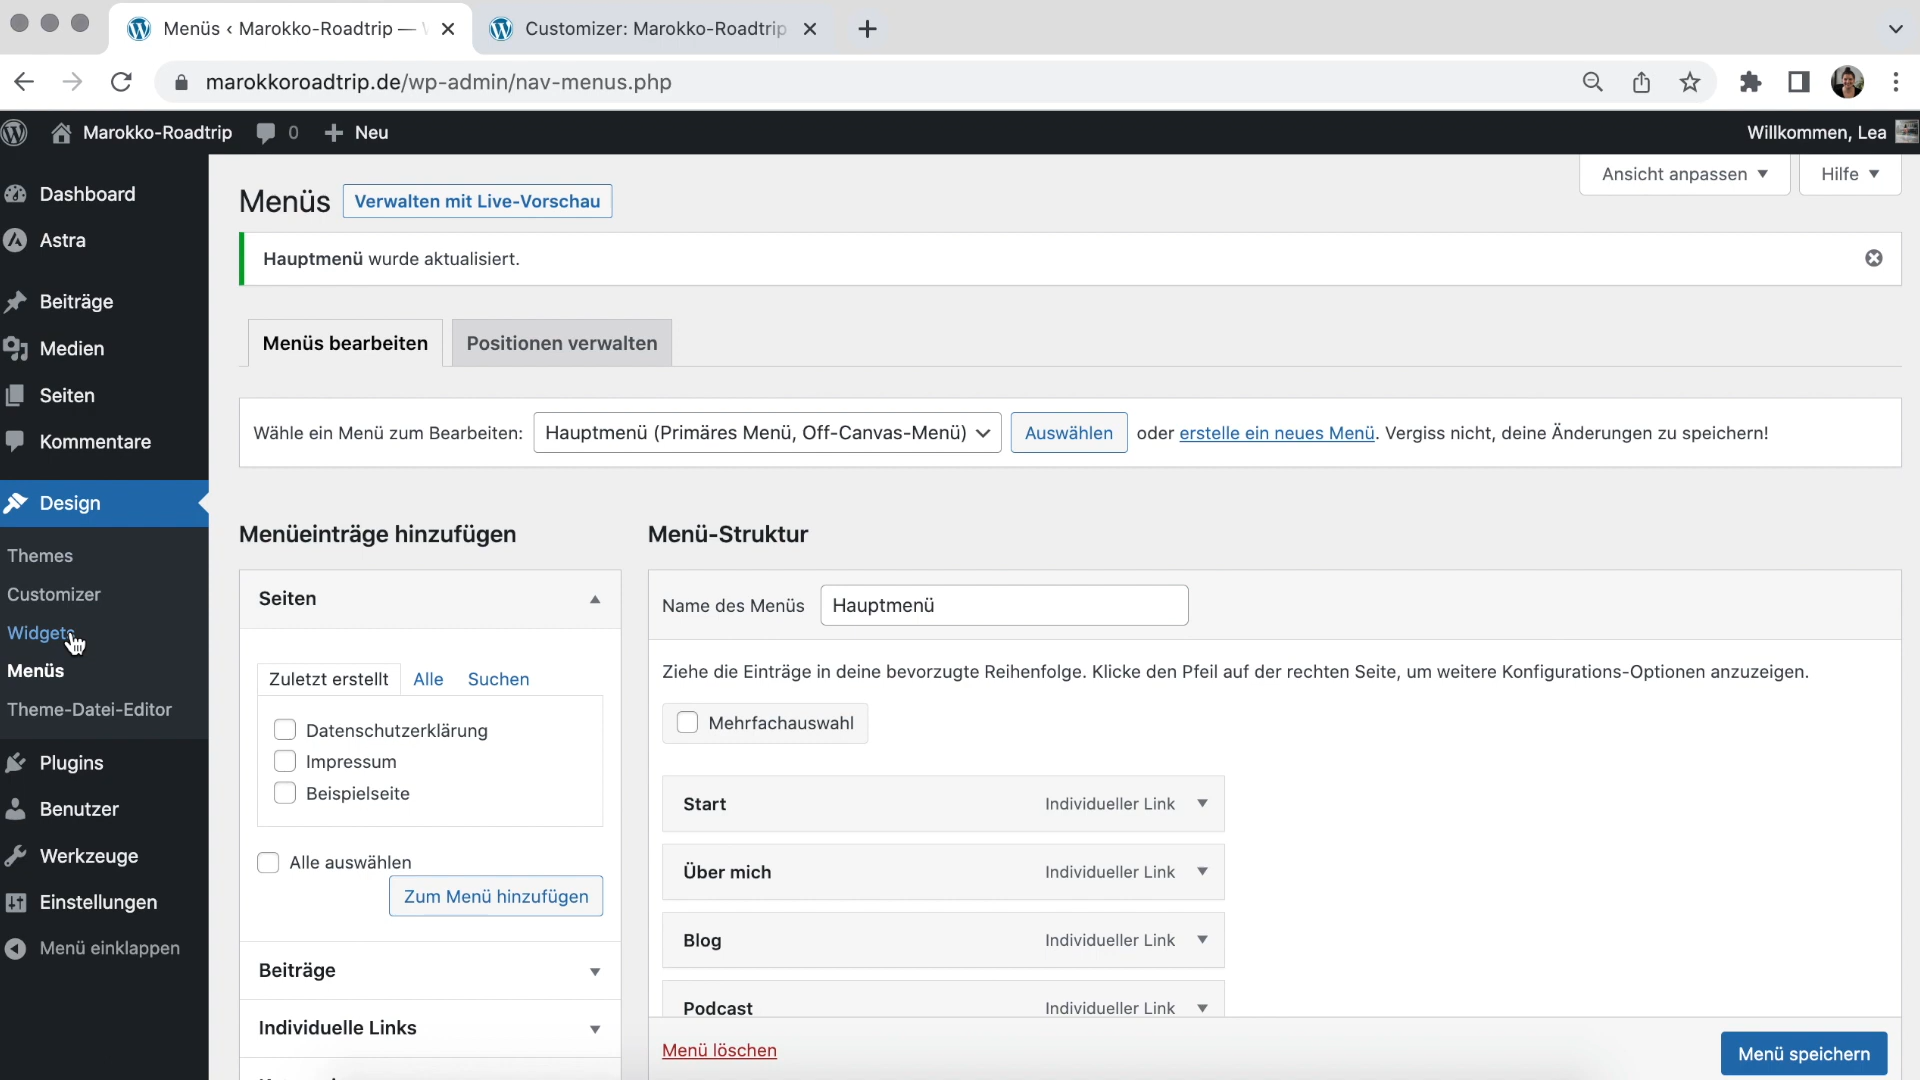 Menüs ‹ Marokko-Roadtrip —
Customizer: Marokko-Roadtrip
marokkoroadtrip.de/wp-admin/nav-menus.php
Marokko-Roadtrip 0 Neu
Willkommen, Lea
Dashboard
Astra
Beiträge
Medien
Seiten
Kommentare
Design
Themes
Customizer
Widgets
Menüs
Theme-Datei-Editor
Plugins
Benutzer
Werkzeuge
Einstellungen
Menü einklappen
Ansicht anpassen
Hilfe
Menüs
Verwalten mit Live-Vorschau
Hauptmenü wurde aktualisiert.
Menüs bearbeiten
Positionen verwalten
Wähle ein Menü zum Bearbeiten: Hauptmenü (Primäres Menü, Off-Canvas-Menü) Auswählen oder erstelle ein neues Menü. Vergiss nicht, deine Änderungen zu speichern!
Menüeinträge hinzufügen
Seiten
Zuletzt erstellt Alle Suchen
Datenschutzerklärung
Impressum
Beispielseite
Alle auswählen
Zum Menü hinzufügen
Beiträge
Individuelle Links
Menü-Struktur
Name des Menüs Hauptmenü
Ziehe die Einträge in deine bevorzugte Reihenfolge. Klicke den Pfeil auf der rechten Seite, um weitere Konfigurations-Optionen anzuzeigen.
Mehrfachauswahl
Start Individueller Link
Über mich Individueller Link
Blog Individueller Link
Podcast Individueller Link
Menü löschen
Menü speichern